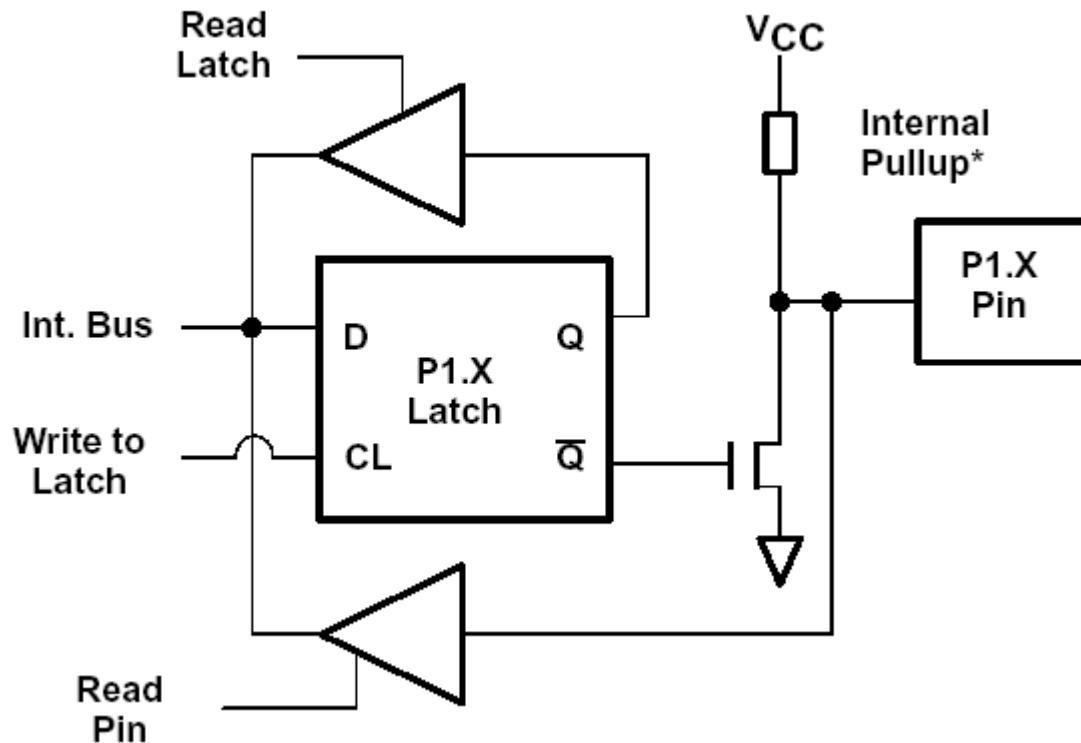 Read
Latch
VCC
Internal
Pullup*
P1.X
Pin
Int. Bus
D
Q
P1.X
Latch
Write to
Latch
CL
Q̅
Read
Pin